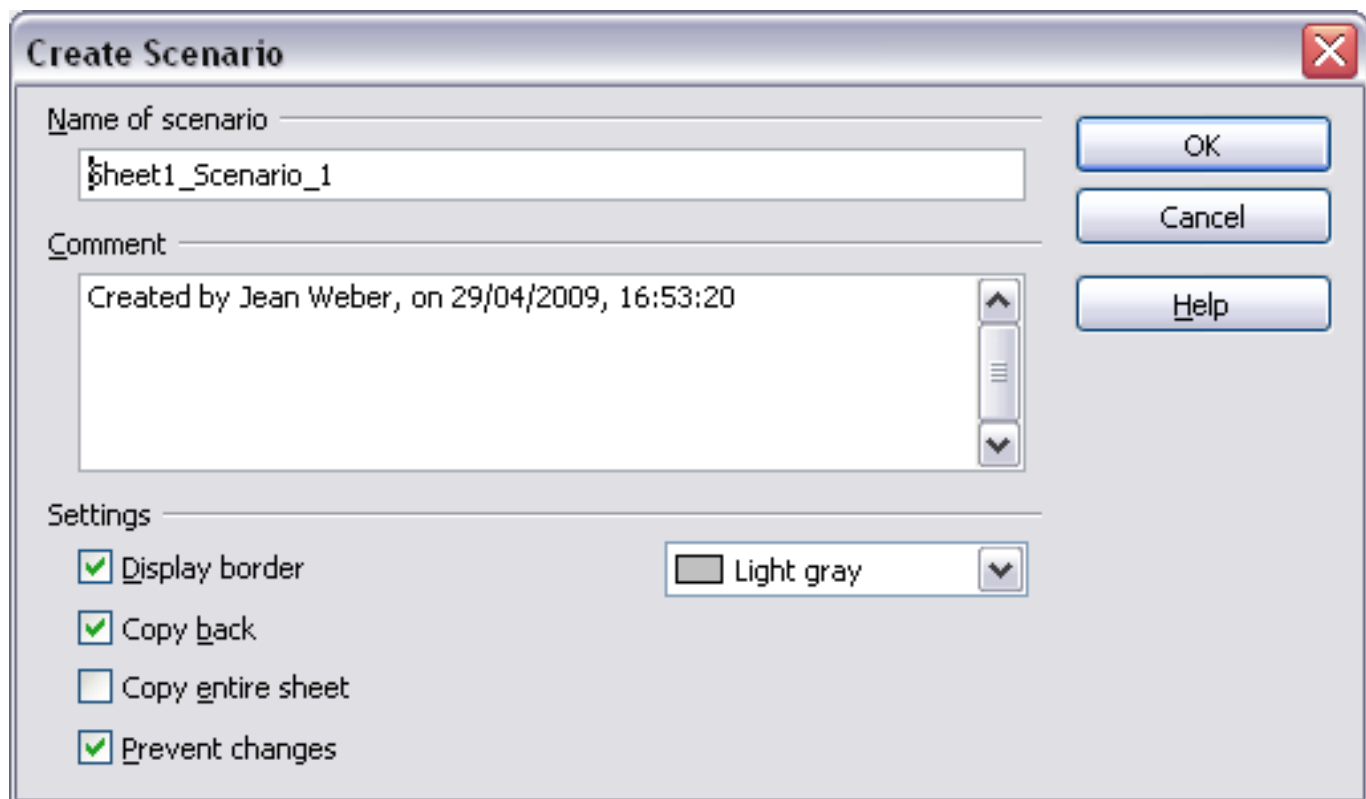 Create Scenario
Name of scenario
Sheet1_Scenario_1
OK
Cancel
Comment
Created by Jean Weber, on 29/04/2009, 16:53:20
Help
Settings
Display border
Light gray
Copy back
Copy entire sheet
Prevent changes